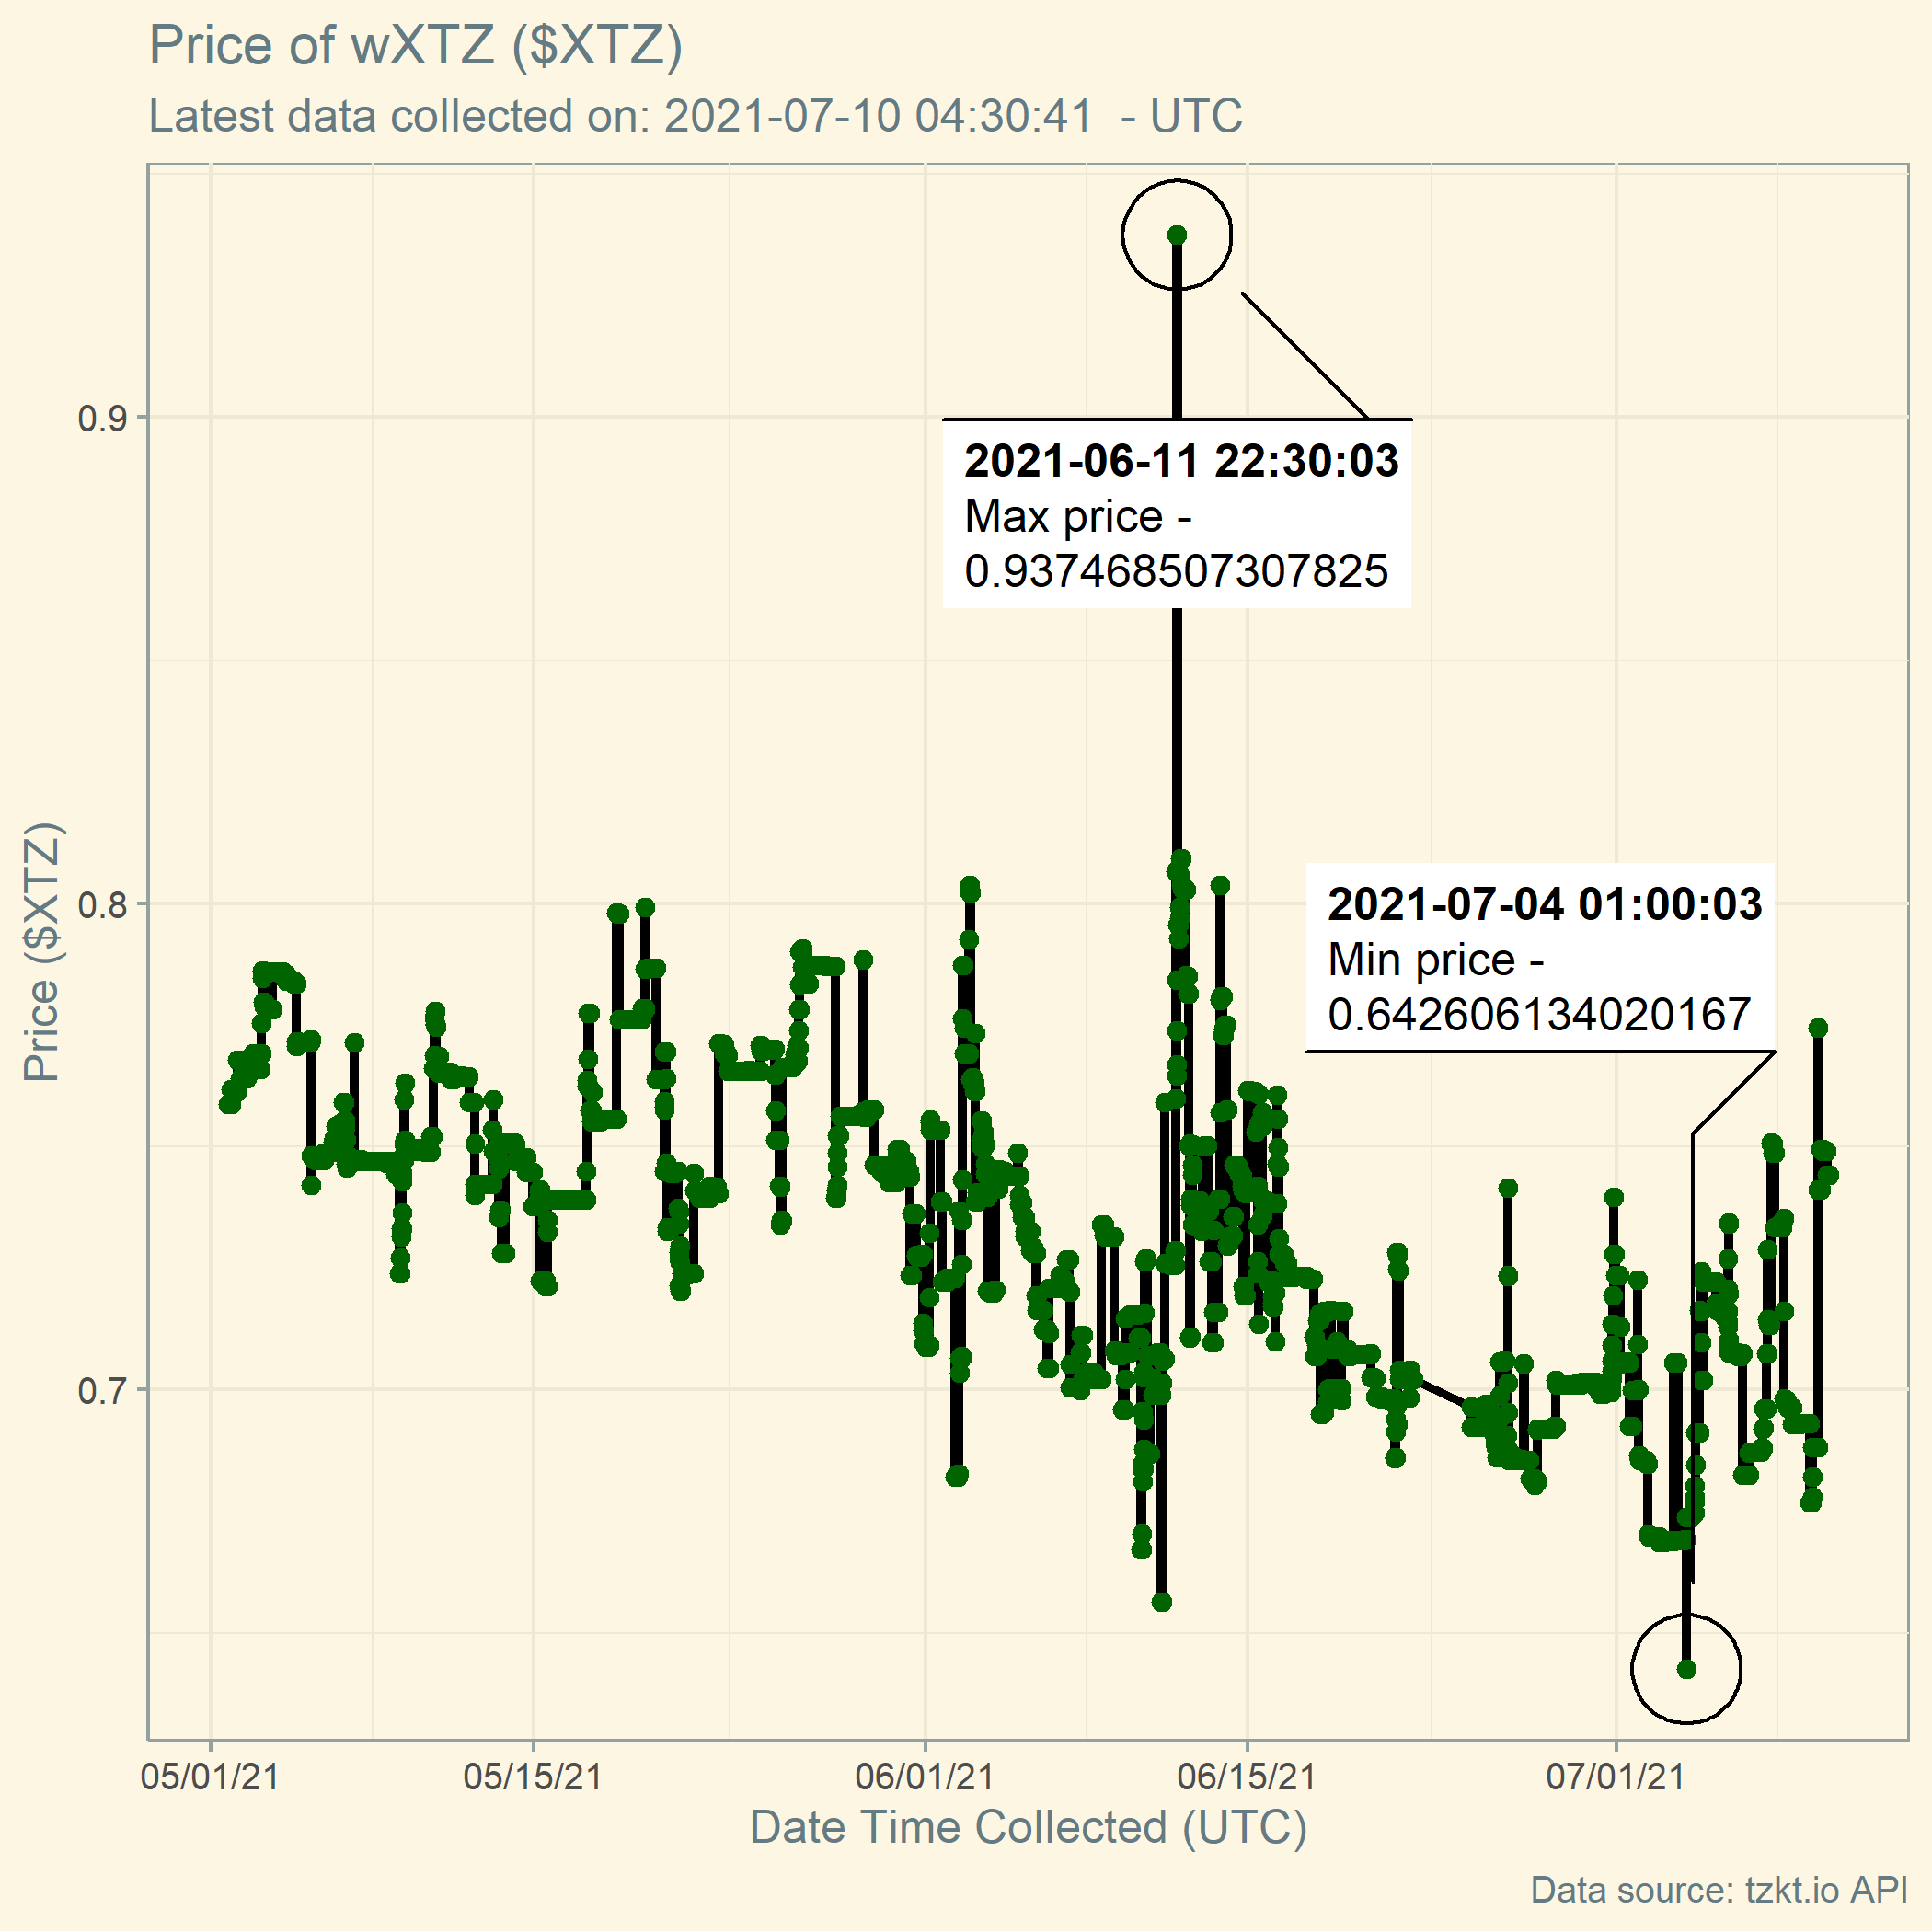 Price of wXTZ ($XTZ)
Latest data collected on: 2021-07-10 04:30:41  - UTC
Price ($XTZ)
0.9
0.8
0.7
2021-06-11 22:30:03
Max price -
0.937468507307825
2021-07-04 01:00:03
Min price -
0.642606134020167
05/01/21
05/15/21
06/01/21
06/15/21
07/01/21
Date Time Collected (UTC)
Data source: tzkt.io API